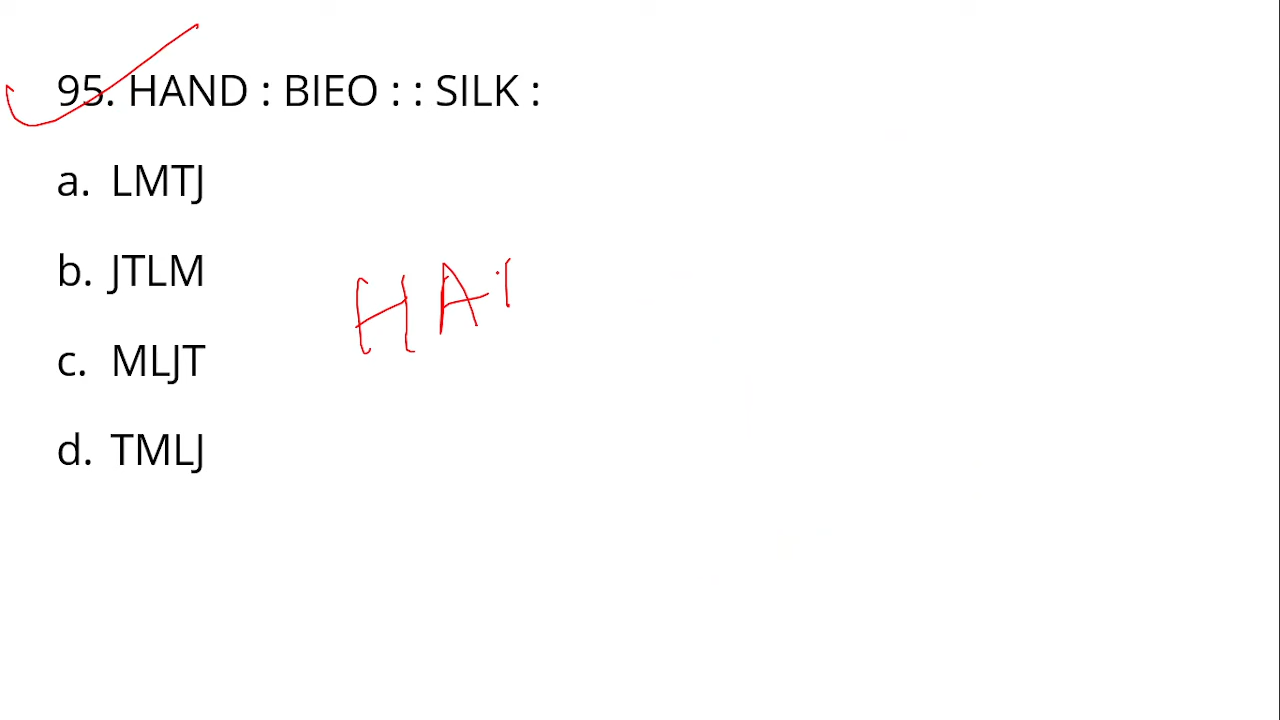 95. HAND : BIEO : : SILK :
a. LMTJ
b. JTLM
HA
c. MLJT
d. TMLJ